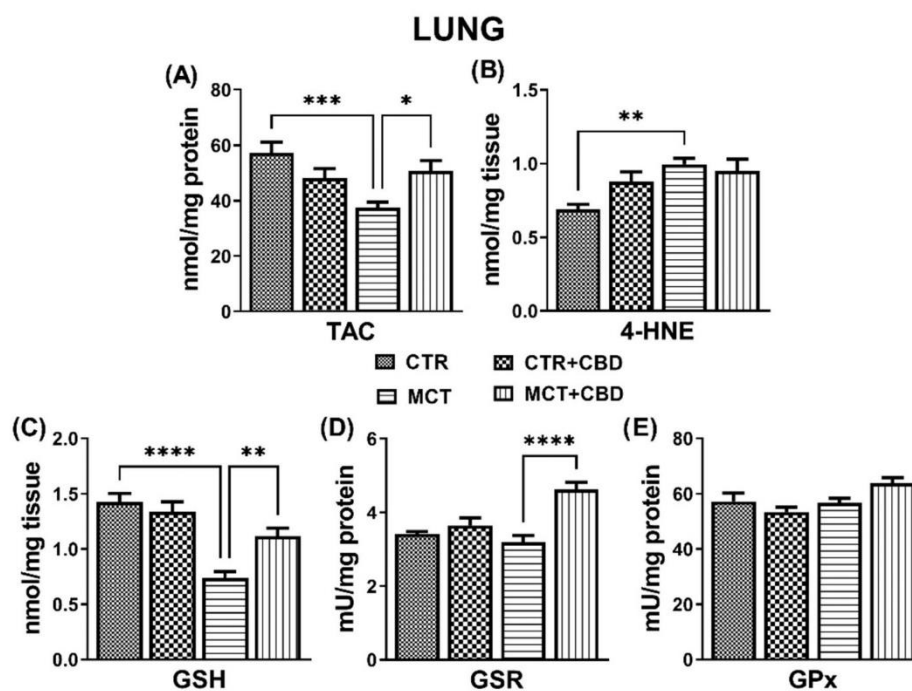 LUNG
(A)
nmol/mg protein
80
60
40
20
0
***
*
TAC
(B)
nmol/mg tissue
1.5
1.0
0.5
0.0
**
4-HNE
CTR
CTR+CBD
MCT
MCT+CBD
(C)
nmol/mg tissue
2.0
1.5
1.0
0.5
0.0
****
**
GSH
(D)
mU/mg protein
6
4
2
0
****
GSR
(E)
mU/mg protein
80
60
40
20
0
GPx